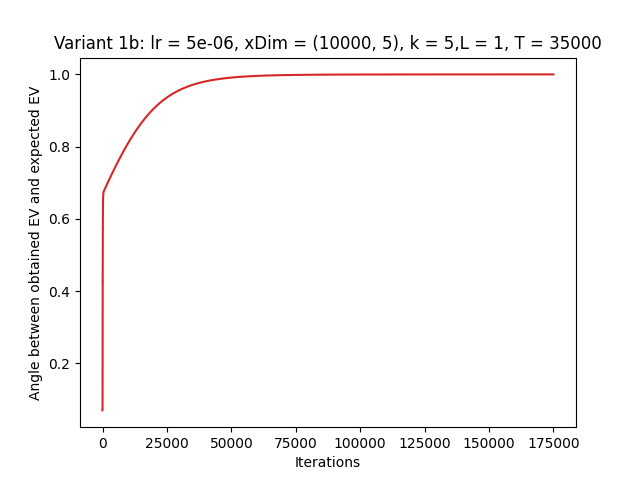 Variant 1b: lr = 5e-06, xDim = (10000, 5), k = 5,L = 1, T = 35000
Angle between obtained EV and expected EV
1.0
0.8
0.6
0.4
0.2
0 25000 50000 75000 100000 125000 150000 175000
Iterations